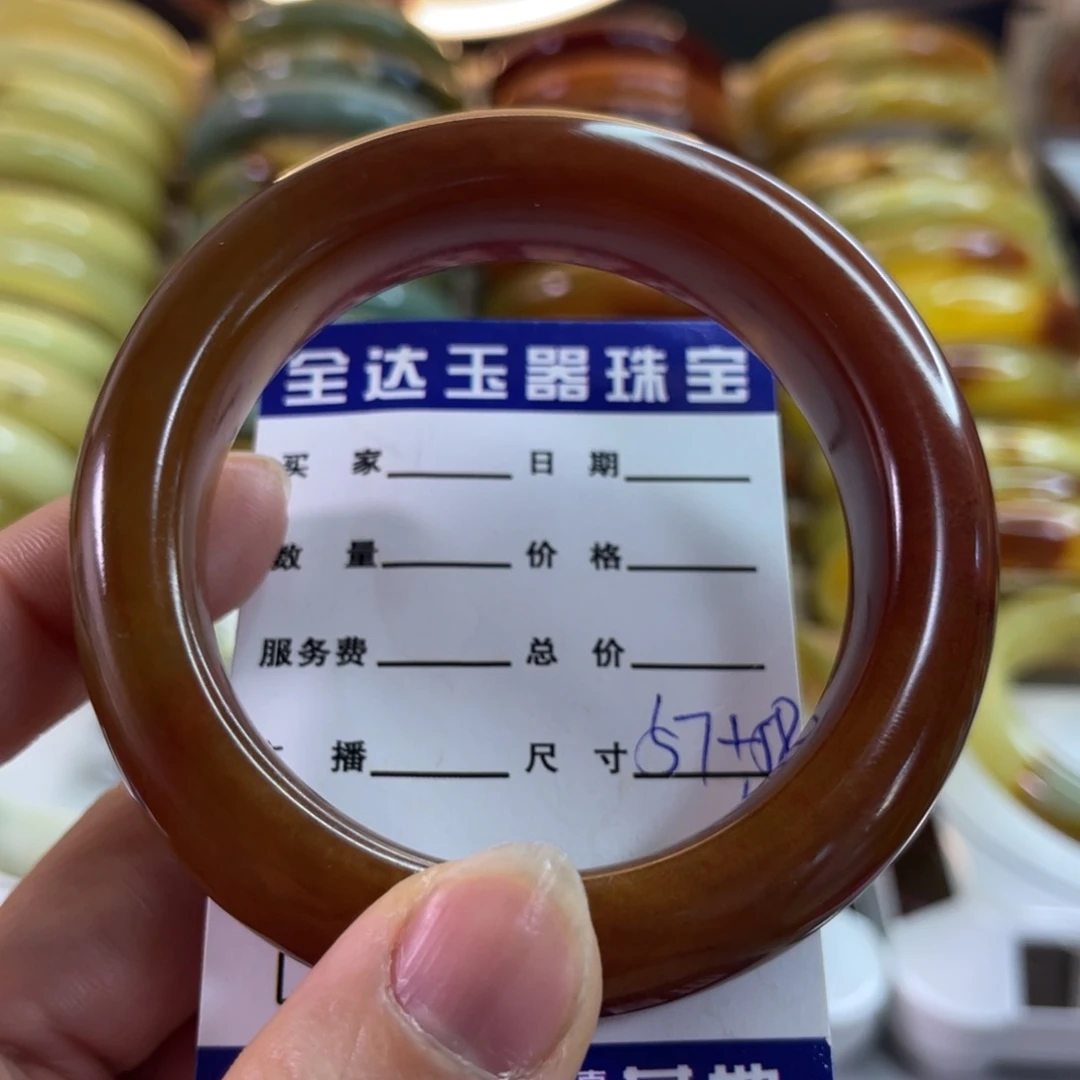 全达玉器珠宝
买 家 日 期
数 量 价 格
服务费 总 价
播 尺 寸 57+